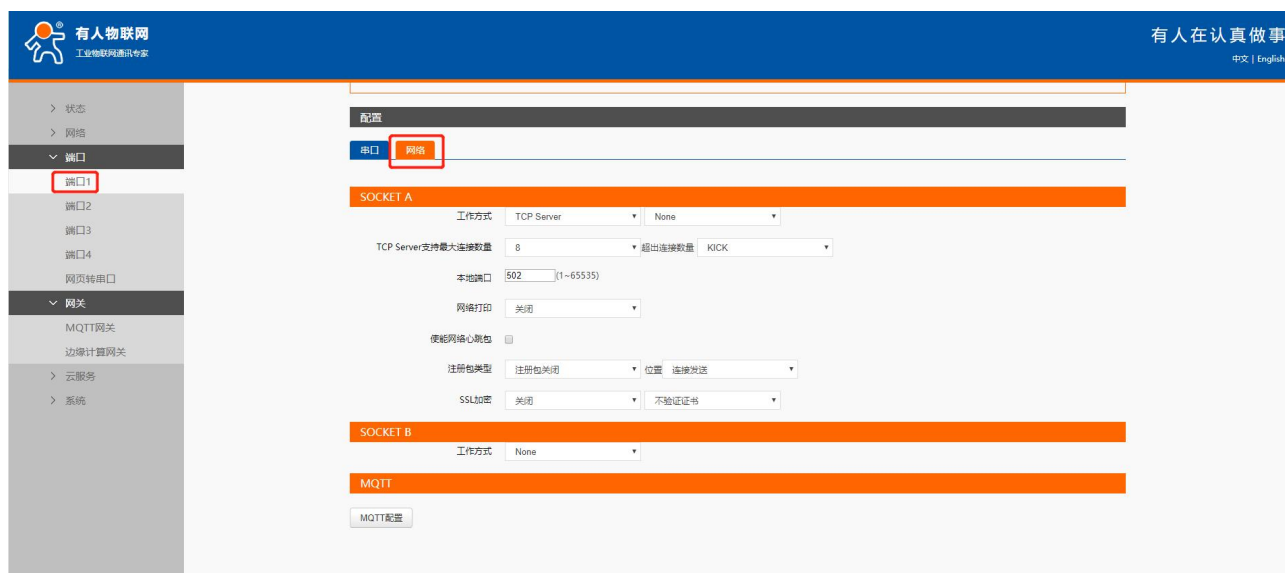 有人物联网
工业物联网通讯专家
有人在认真做事
中文 | English
状态
网络
端口
端口1
端口2
端口3
端口4
网页转串口
网关
MQTT网关
边缘计算网关
云服务
系统
配置
串口 网络
SOCKET A
工作方式 TCP Server None
TCP Server支持最大连接数量 8 超出连接数量 KICK
本地端口 502 (1~65535)
网络打印 关闭
使能网络心跳包
注册包类型 注册包关闭 位置 连接发送
SSL加密 关闭 不验证证书
SOCKET B
工作方式 None
MQTT
MQTT配置